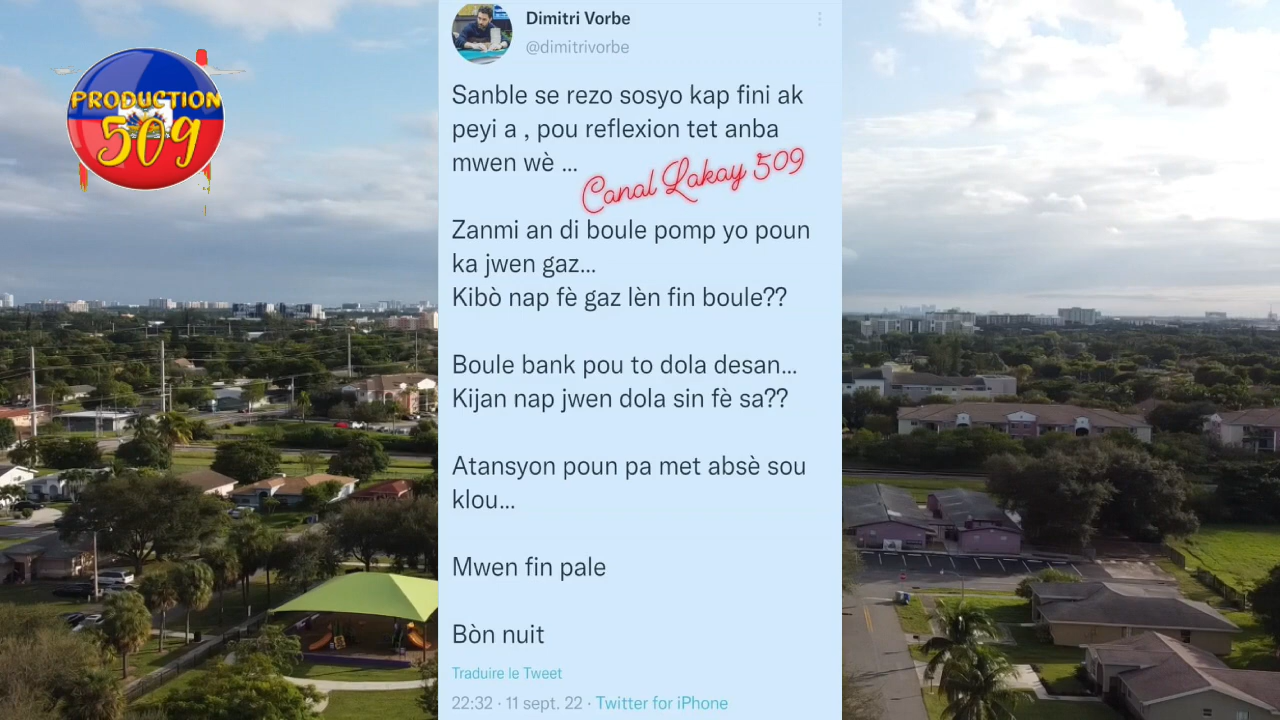 PRODUCTION
509
Dimitri Vorbe
@dimitrivorbe
Sanble se rezo sosyo kap fini ak
peyi a , pou reflexion tet anba
mwen wè ...
Canal Lakay 509
Zanmi an di boule pomp yo poun
ka jwen gaz...
Kibò nap fè gaz lèn fin boule??
Boule bank pou to dola desan...
Kijan nap jwen dola sin fè sa??
Atansyon poun pa met absè sou
klou...
Mwen fin pale
Bòn nuit
Traduire le Tweet
22:32 · 11 sept. 22 · Twitter for iPhone